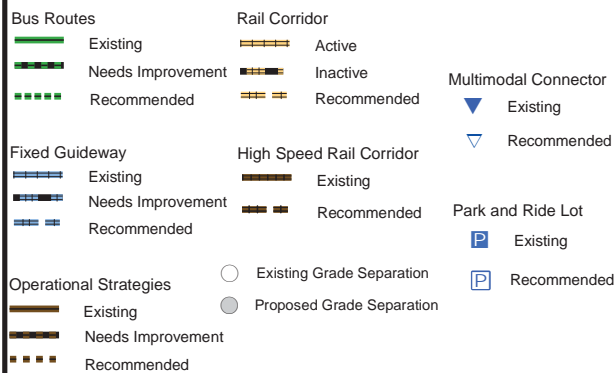 Bus Routes
Existing
Needs Improvement
Recommended
Rail Corridor
Active
Inactive
Recommended
Multimodal Connector
Existing
Recommended
Fixed Guideway
Existing
Needs Improvement
Recommended
High Speed Rail Corridor
Existing
Recommended
Park and Ride Lot
P Existing
P Recommended
Operational Strategies
Existing
Needs Improvement
Recommended
Existing Grade Separation
Proposed Grade Separation